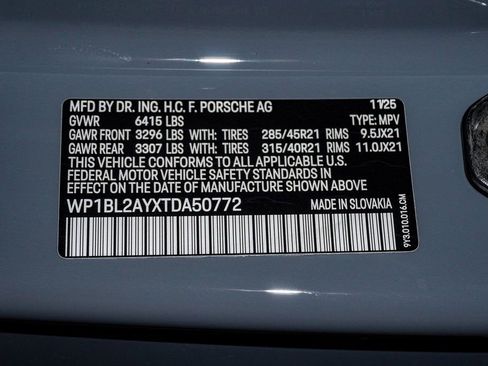 MFD BY DR. ING. H.C. F. PORSCHE AG 11/25
GVWR 6415 LBS TYPE: MPV
GAWR FRONT 3296 LBS WITH: TIRES 285/45R21 RIMS 9.5JX21
GAWR REAR 3307 LBS WITH: TIRES 315/40R21 RIMS 11.0JX21
THIS VEHICLE CONFORMS TO ALL APPLICABLE U.S.
FEDERAL MOTOR VEHICLE SAFETY STANDARDS IN
EFFECT ON THE DATE OF MANUFACTURE SHOWN ABOVE.
WP1BL2AYXTDA50772 MADE IN SLOVAKIA
9Y3.010.016.CM